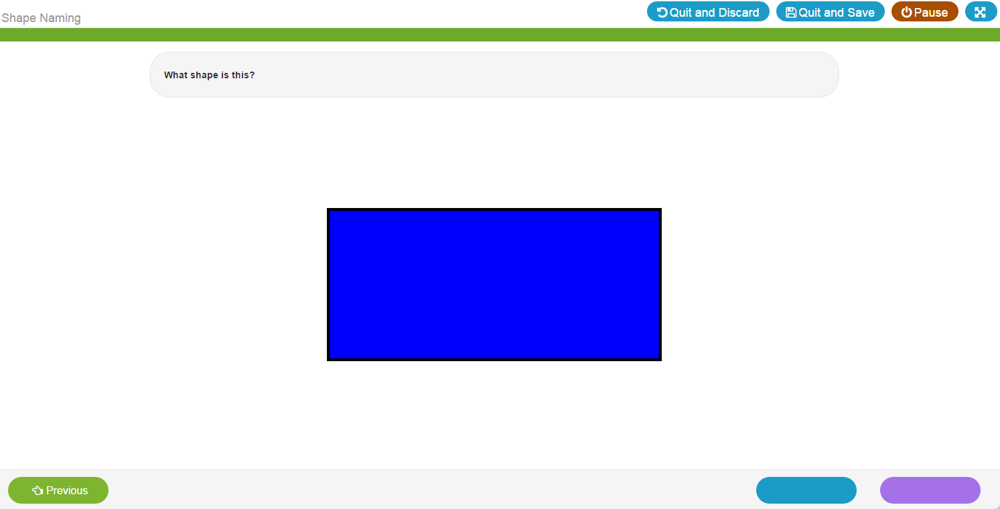 Shape Naming
Quit and Discard
Quit and Save
Pause
What shape is this?
Previous